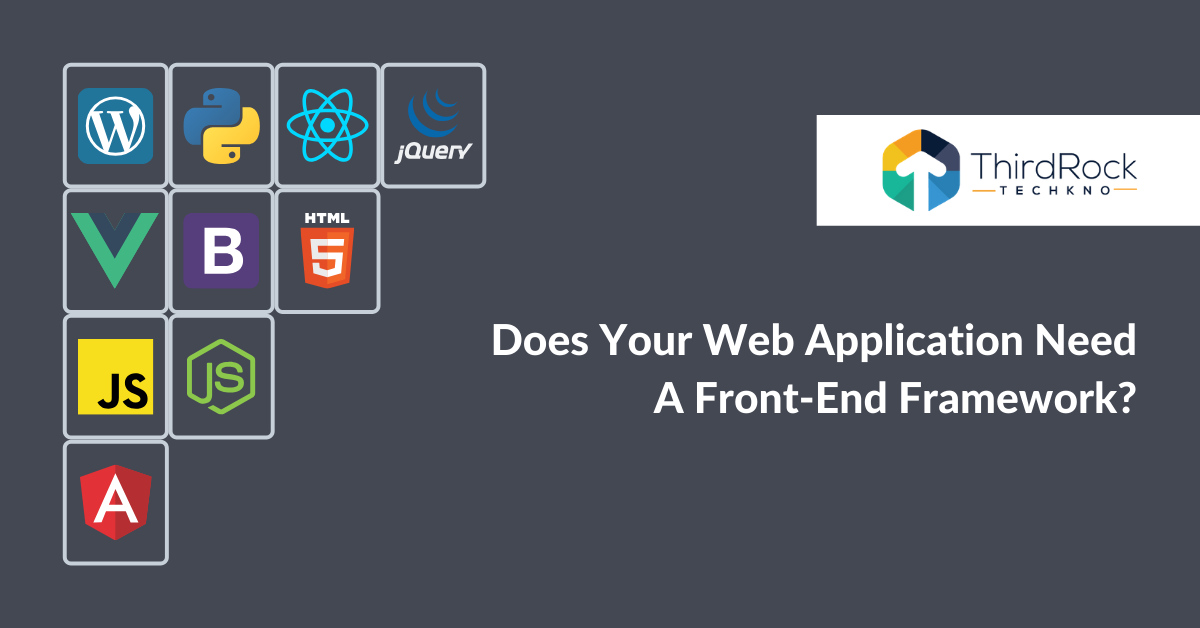 W
jQuery
ThirdRock
TECHKNO
B
HTML
5
JS
JS
A
Does Your Web Application Need
A Front-End Framework?